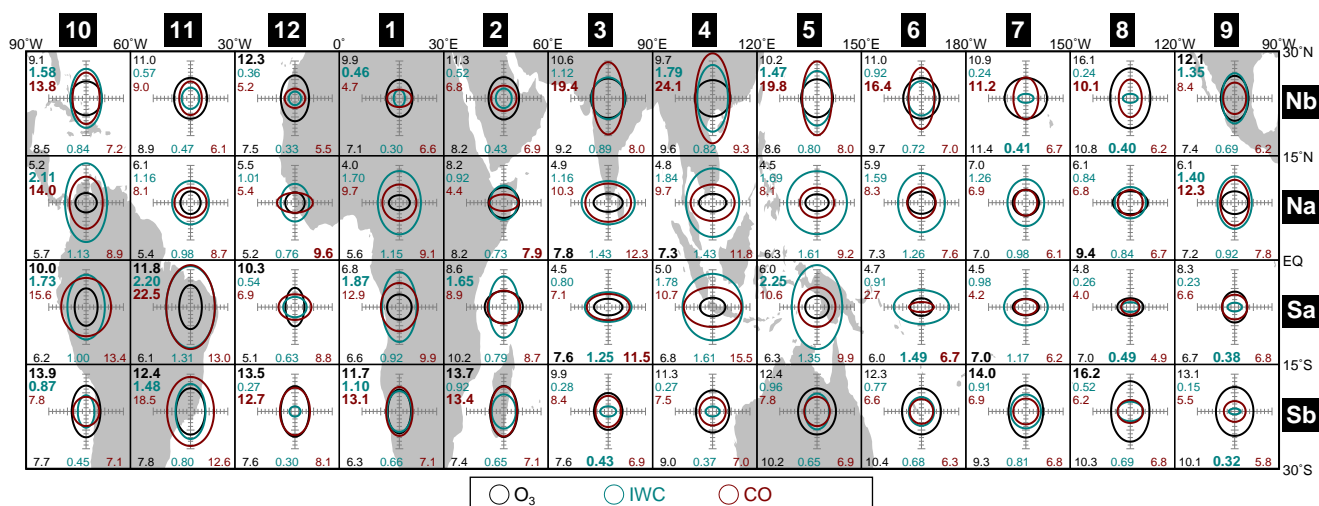 10 11 12 1 2 3 4 5 6 7 8 9
90°W 60°W 30°W 0° 30°E 60°E 90°E 120°E 150°E 180°W 150°W 120°W 90°W
30°N
9.1 11.0 12.3 9.9 11.3 10.6 9.7 10.2 11.0 10.9 16.1 12.1
1.58 0.57 0.36 0.46 0.52 1.12 1.79 1.47 0.92 0.24 0.24 1.35
13.8 9.0 5.2 4.7 6.8 19.4 24.1 19.8 16.4 11.2 10.1 8.4
Nb
8.5 0.84 7.2 8.9 0.47 6.1 7.5 0.33 5.5 7.1 0.30 6.6 8.2 0.43 6.9 9.2 0.89 8.0 9.6 0.82 9.3 8.6 0.80 8.0 9.7 0.72 7.0 11.4 0.41 6.7 10.8 0.40 6.2 7.4 0.69 6.2
15°N
5.2 6.1 5.5 4.0 8.2 4.9 4.8 4.5 5.9 7.0 6.1 6.1
2.11 1.16 1.01 1.70 0.92 1.16 1.84 1.69 1.59 1.26 0.84 1.40
14.0 8.1 5.4 9.7 4.4 10.3 9.7 8.1 8.3 6.9 6.8 12.3
Na
5.7 1.13 8.9 5.4 0.98 8.7 5.2 0.76 9.6 5.6 1.15 9.1 8.2 0.73 7.9 7.8 1.43 12.3 7.3 1.43 11.8 6.3 1.61 9.2 7.3 1.26 7.6 7.0 0.98 6.1 9.4 0.84 6.7 7.2 0.92 7.8
EQ
10.0 11.8 10.3 6.8 8.6 4.5 5.0 6.0 4.7 4.5 4.8 8.3
1.73 2.20 0.54 1.87 1.65 0.80 1.78 2.25 0.91 0.98 0.26 0.23
15.6 22.5 6.9 12.9 8.9 7.1 10.7 10.6 2.7 4.2 4.0 6.6
Sa
6.2 1.00 13.4 6.1 1.31 13.0 5.1 0.63 8.8 6.6 0.92 9.9 10.2 0.79 8.7 7.6 1.25 11.5 6.8 1.61 15.5 6.3 1.35 9.9 6.0 1.49 6.7 7.0 1.17 6.2 7.0 0.49 4.9 6.7 0.38 6.8
15°S
13.9 12.4 13.5 11.7 13.7 9.9 11.3 12.4 12.3 14.0 16.2 13.1
0.87 1.48 0.27 1.10 0.92 0.28 0.27 0.96 0.77 0.91 0.52 0.15
7.8 18.5 12.7 13.1 13.4 8.4 7.5 7.8 6.6 6.9 6.2 5.5
Sb
7.7 0.45 7.1 7.8 0.80 12.6 7.6 0.30 8.1 6.3 0.66 7.1 7.4 0.65 7.1 7.6 0.43 6.9 9.0 0.37 7.0 10.2 0.65 6.9 10.4 0.68 6.3 9.3 0.81 6.8 10.3 0.69 6.8 10.1 0.32 5.8
30°S
O₃ IWC CO